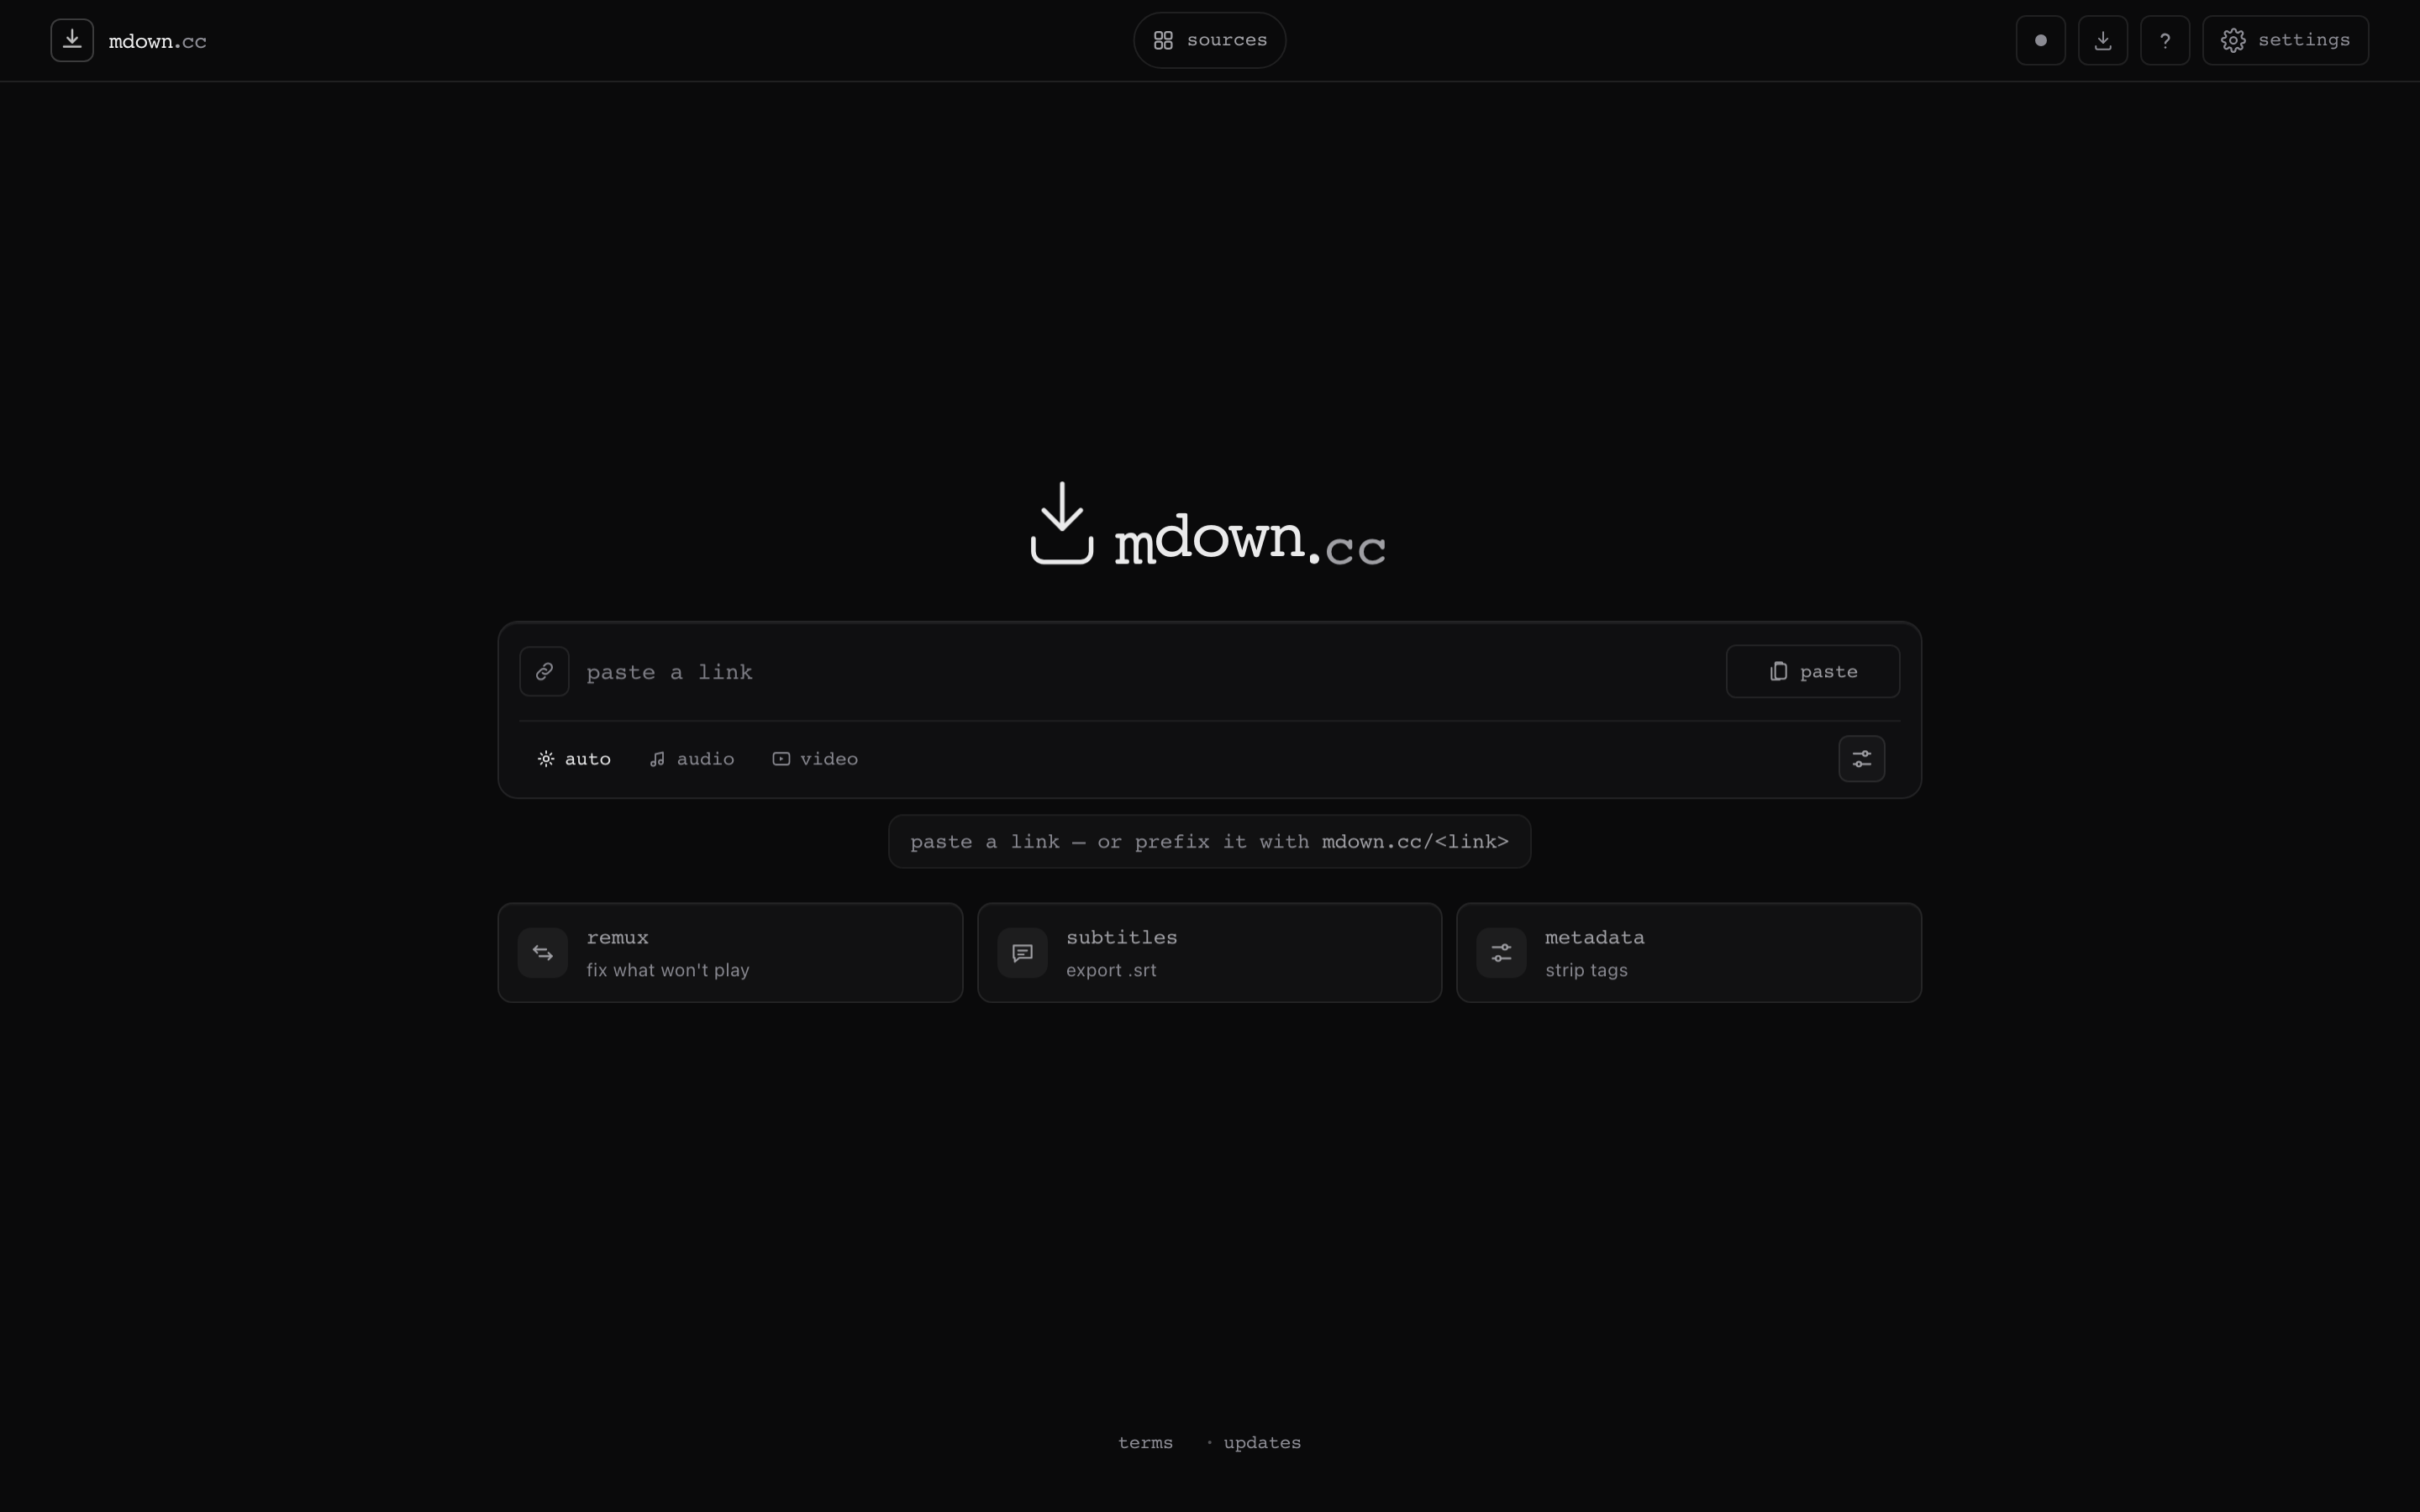 mdown.cc
sources
?
settings
mdown.cc
paste a link
paste
auto
audio
video
paste a link — or prefix it with mdown.cc/<link>
remux
fix what won't play
subtitles
export .srt
metadata
strip tags
terms · updates